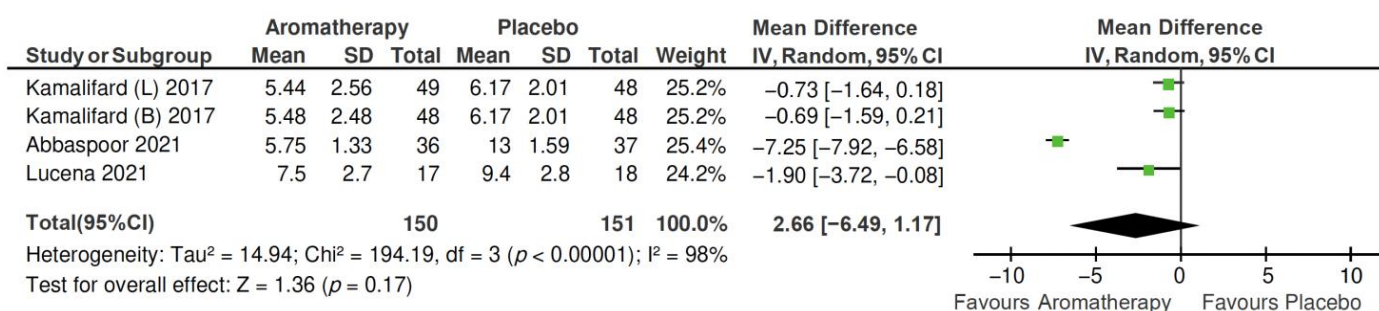 Aromatherapy Placebo Mean Difference Mean Difference
Study or Subgroup Mean SD Total Mean SD Total Weight IV, Random, 95% CI IV, Random, 95% CI
Kamalifard (L) 2017 5.44 2.56 49 6.17 2.01 48 25.2% −0.73 [−1.64, 0.18]
Kamalifard (B) 2017 5.48 2.48 48 6.17 2.01 48 25.2% −0.69 [−1.59, 0.21]
Abbaspoor 2021 5.75 1.33 36 13 1.59 37 25.4% −7.25 [−7.92, −6.58]
Lucena 2021 7.5 2.7 17 9.4 2.8 18 24.2% −1.90 [−3.72, −0.08]
Total(95%CI) 150 151 100.0% 2.66 [−6.49, 1.17]
Heterogeneity: Tau² = 14.94; Chi² = 194.19, df = 3 (p < 0.00001); I² = 98%
Test for overall effect: Z = 1.36 (p = 0.17)
−10 −5 0 5 10
Favours Aromatherapy Favours Placebo